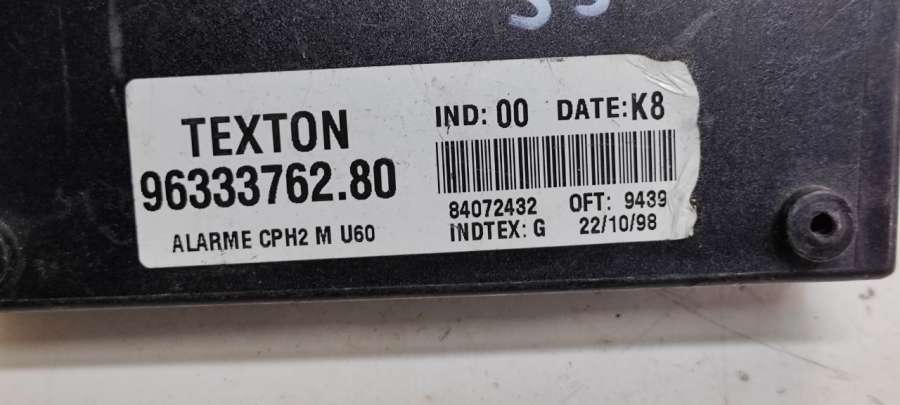 TEXTON
96333762.80
ALARME CPH2 M U60
IND: 00 DATE: K8
84072432 OFT: 9439
INDTEX: G 22/10/98